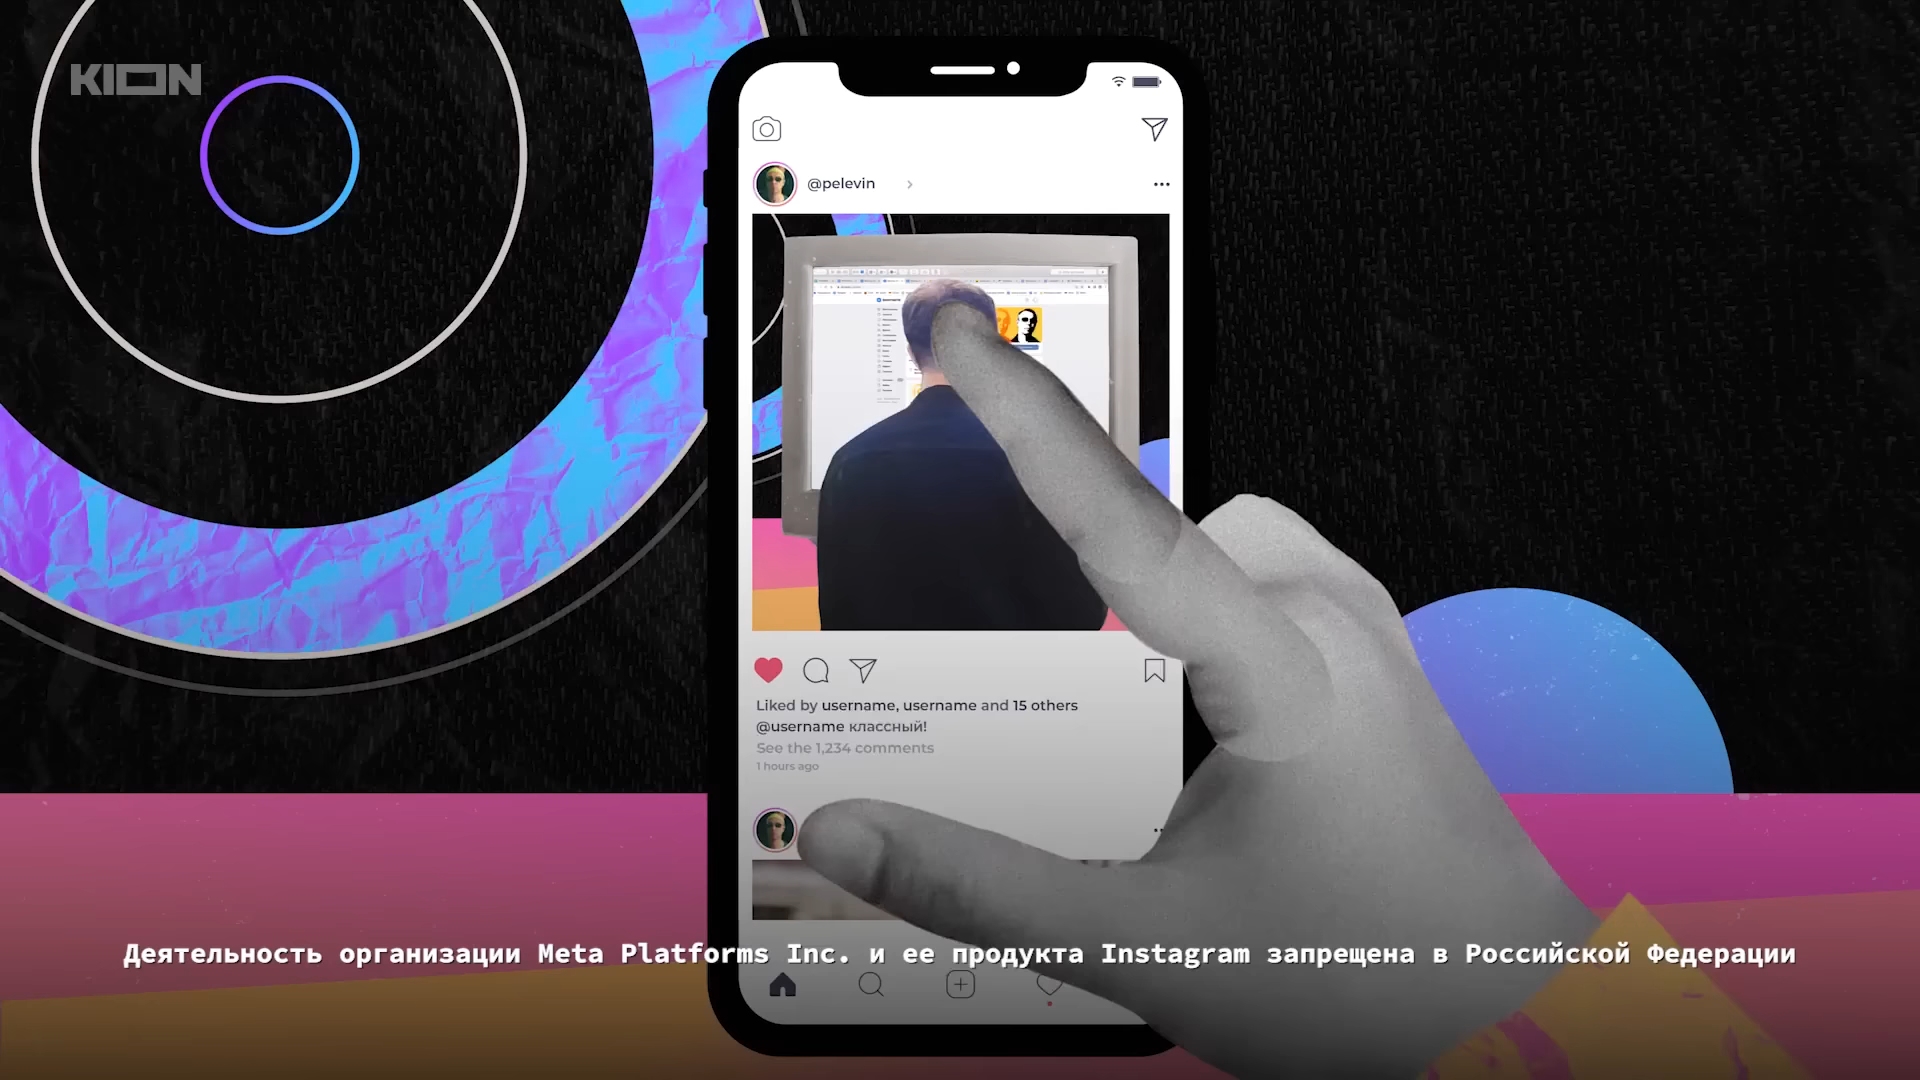 KION
@pelevin
Liked by username, username and 15 others
@username классный!
See the 1,234 comments
1 hours ago
Деятельность организации Meta Platforms Inc. и ее продукта Instagram запрещена в Российской Федерации